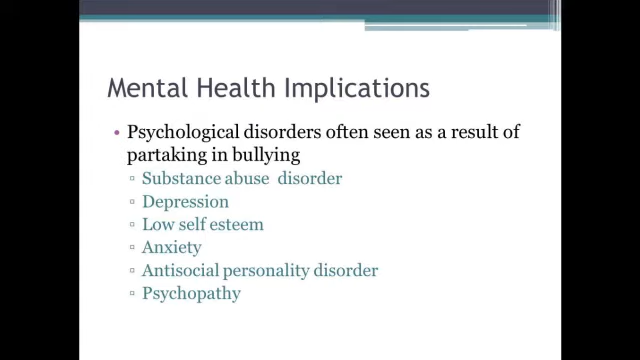 Mental Health Implications
• Psychological disorders often seen as a result of
partaking in bullying
▫ Substance abuse disorder
▫ Depression
▫ Low self esteem
▫ Anxiety
▫ Antisocial personality disorder
▫ Psychopathy